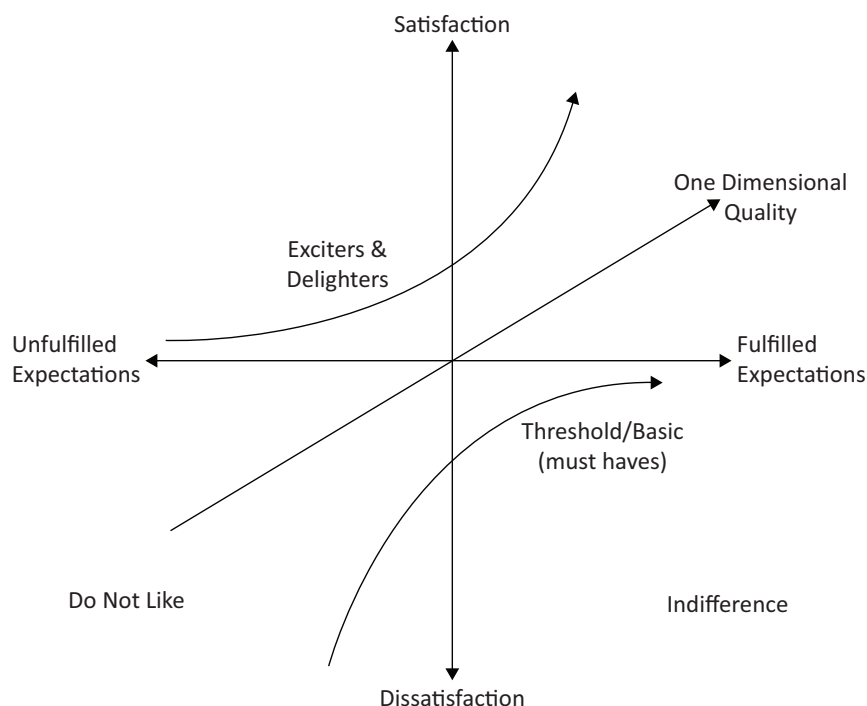 Satisfaction
One Dimensional
Quality
Exciters &
Delighters
Unfulfilled
Expectations
Fulfilled
Expectations
Threshold/Basic
(must haves)
Do Not Like
Indifference
Dissatisfaction